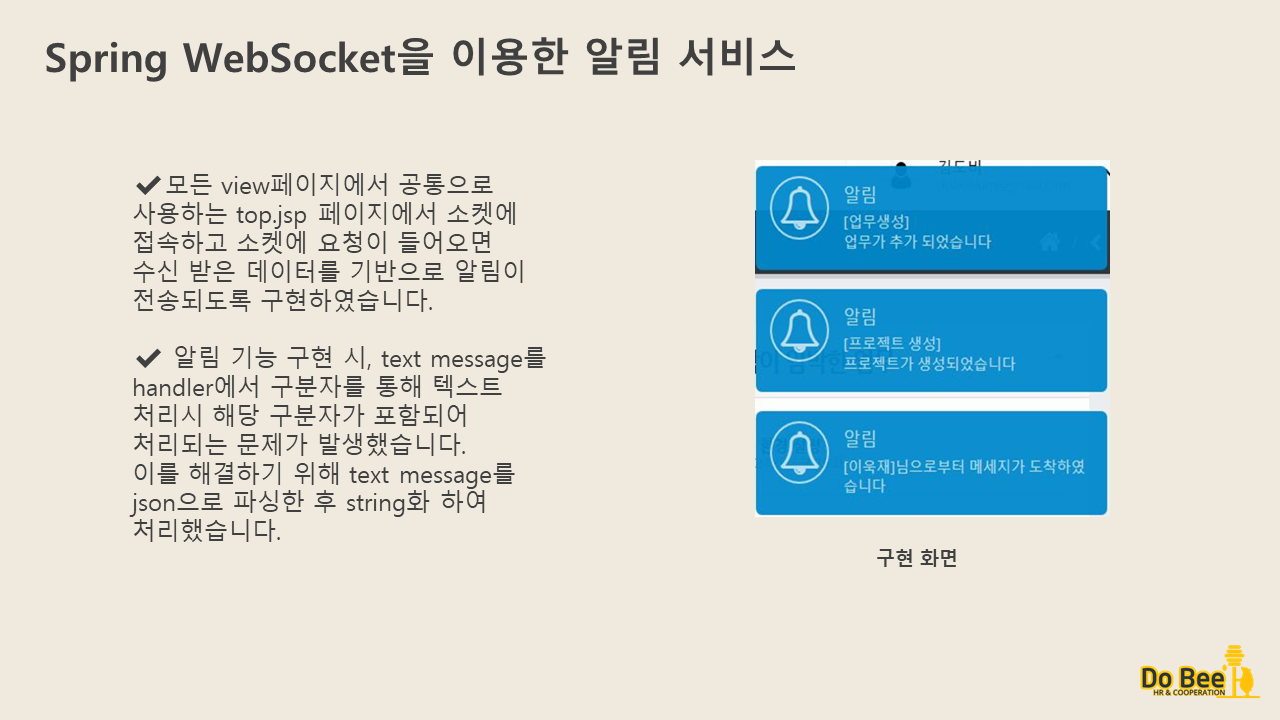 Spring WebSocket을 이용한 알림 서비스
✔모든 view페이지에서 공통으로
사용하는 top.jsp 페이지에서 소켓에
접속하고 소켓에 요청이 들어오면
수신 받은 데이터를 기반으로 알림이
전송되도록 구현하였습니다.
✔ 알림 기능 구현 시, text message를
handler에서 구분자를 통해 텍스트
처리시 해당 구분자가 포함되어
처리되는 문제가 발생했습니다.
이를 해결하기 위해 text message를
json으로 파싱한 후 string화 하여
처리했습니다.
알림
[업무생성]
업무가 추가 되었습니다
알림
[프로젝트 생성]
프로젝트가 생성되었습니다
알림
[이욱재]님으로부터 메세지가 도착하였
습니다
구현 화면
Do Bee
HR & COOPERATION